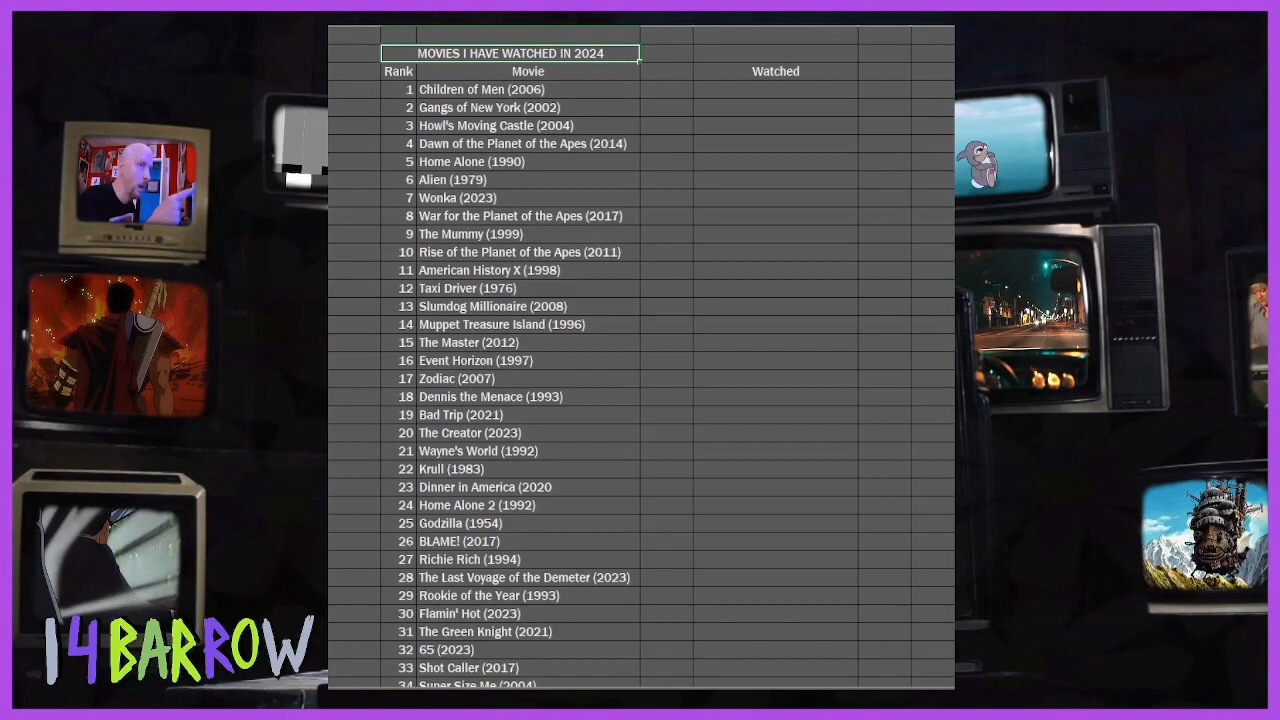 MOVIES I HAVE WATCHED IN 2024
Rank Movie Watched
1 Children of Men (2006)
2 Gangs of New York (2002)
3 Howl's Moving Castle (2004)
4 Dawn of the Planet of the Apes (2014)
5 Home Alone (1990)
6 Alien (1979)
7 Wonka (2023)
8 War for the Planet of the Apes (2017)
9 The Mummy (1999)
10 Rise of the Planet of the Apes (2011)
11 American History X (1998)
12 Taxi Driver (1976)
13 Slumdog Millionaire (2008)
14 Muppet Treasure Island (1996)
15 The Master (2012)
16 Event Horizon (1997)
17 Zodiac (2007)
18 Dennis the Menace (1993)
19 Bad Trip (2021)
20 The Creator (2023)
21 Wayne's World (1992)
22 Krull (1983)
23 Dinner in America (2020
24 Home Alone 2 (1992)
25 Godzilla (1954)
26 BLAME! (2017)
27 Richie Rich (1994)
28 The Last Voyage of the Demeter (2023)
29 Rookie of the Year (1993)
30 Flamin' Hot (2023)
31 The Green Knight (2021)
32 65 (2023)
33 Shot Caller (2017)
34 Super Size Me (2004)
14BARROW